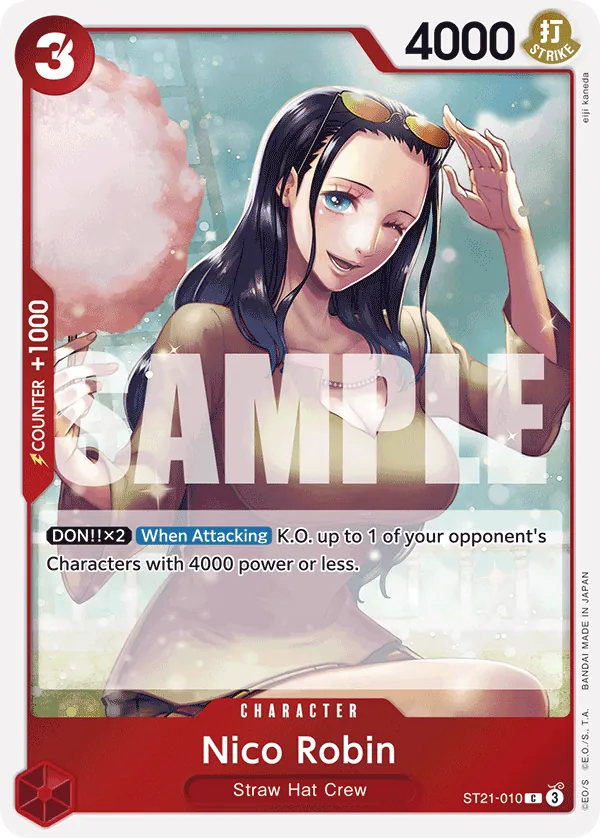 3
4000
打
STRIKE
eiji kaneda
COUNTER +1000
SAMPLE
DON!!×2 When Attacking K.O. up to 1 of your opponent's
Characters with 4000 power or less.
CHARACTER
Nico Robin
Straw Hat Crew
ST21-010 C 3
©EO/S ©E.O./S., T.A. BANDAI MADE IN JAPAN